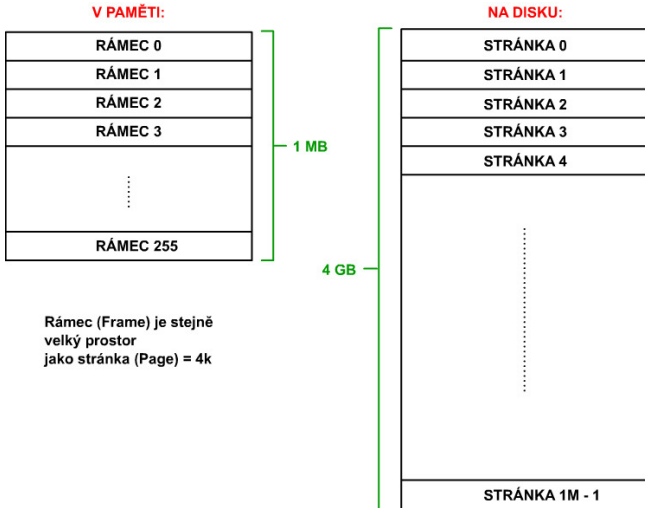 V PAMĚTI:
RÁMEC 0
RÁMEC 1
RÁMEC 2
RÁMEC 3
RÁMEC 255
1 MB
Rámec (Frame) je stejně
velký prostor
jako stránka (Page) = 4k
NA DISKU:
STRÁNKA 0
STRÁNKA 1
STRÁNKA 2
STRÁNKA 3
STRÁNKA 4
4 GB
STRÁNKA 1M - 1